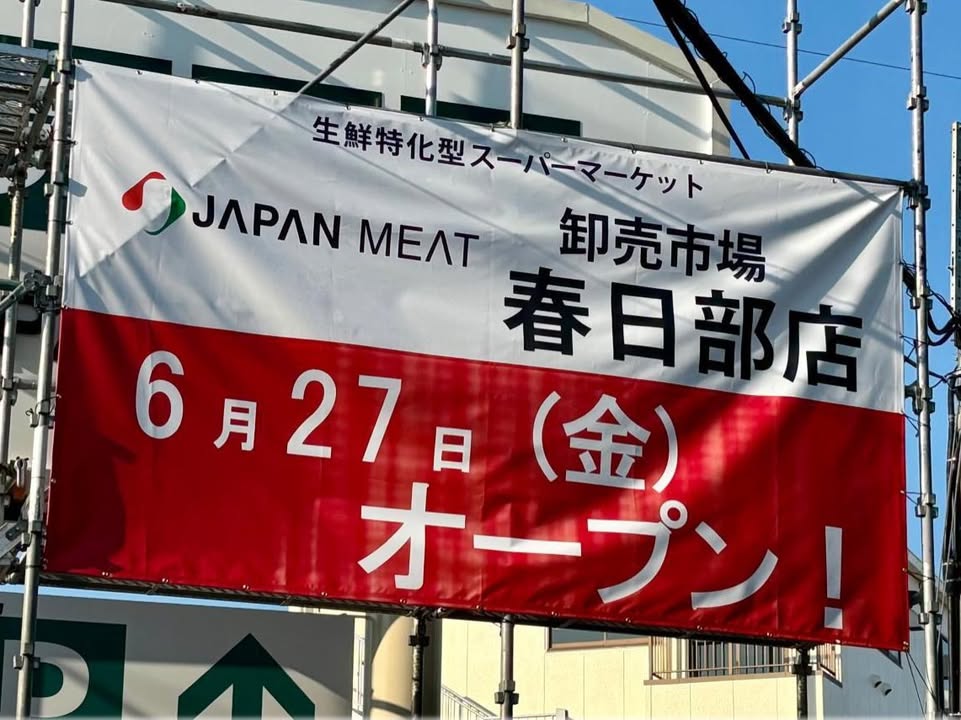 生鮮特化型スーパーマーケット
JAPAN MEAT 卸売市場
春日部店
6月27日（金）
オープン！
P